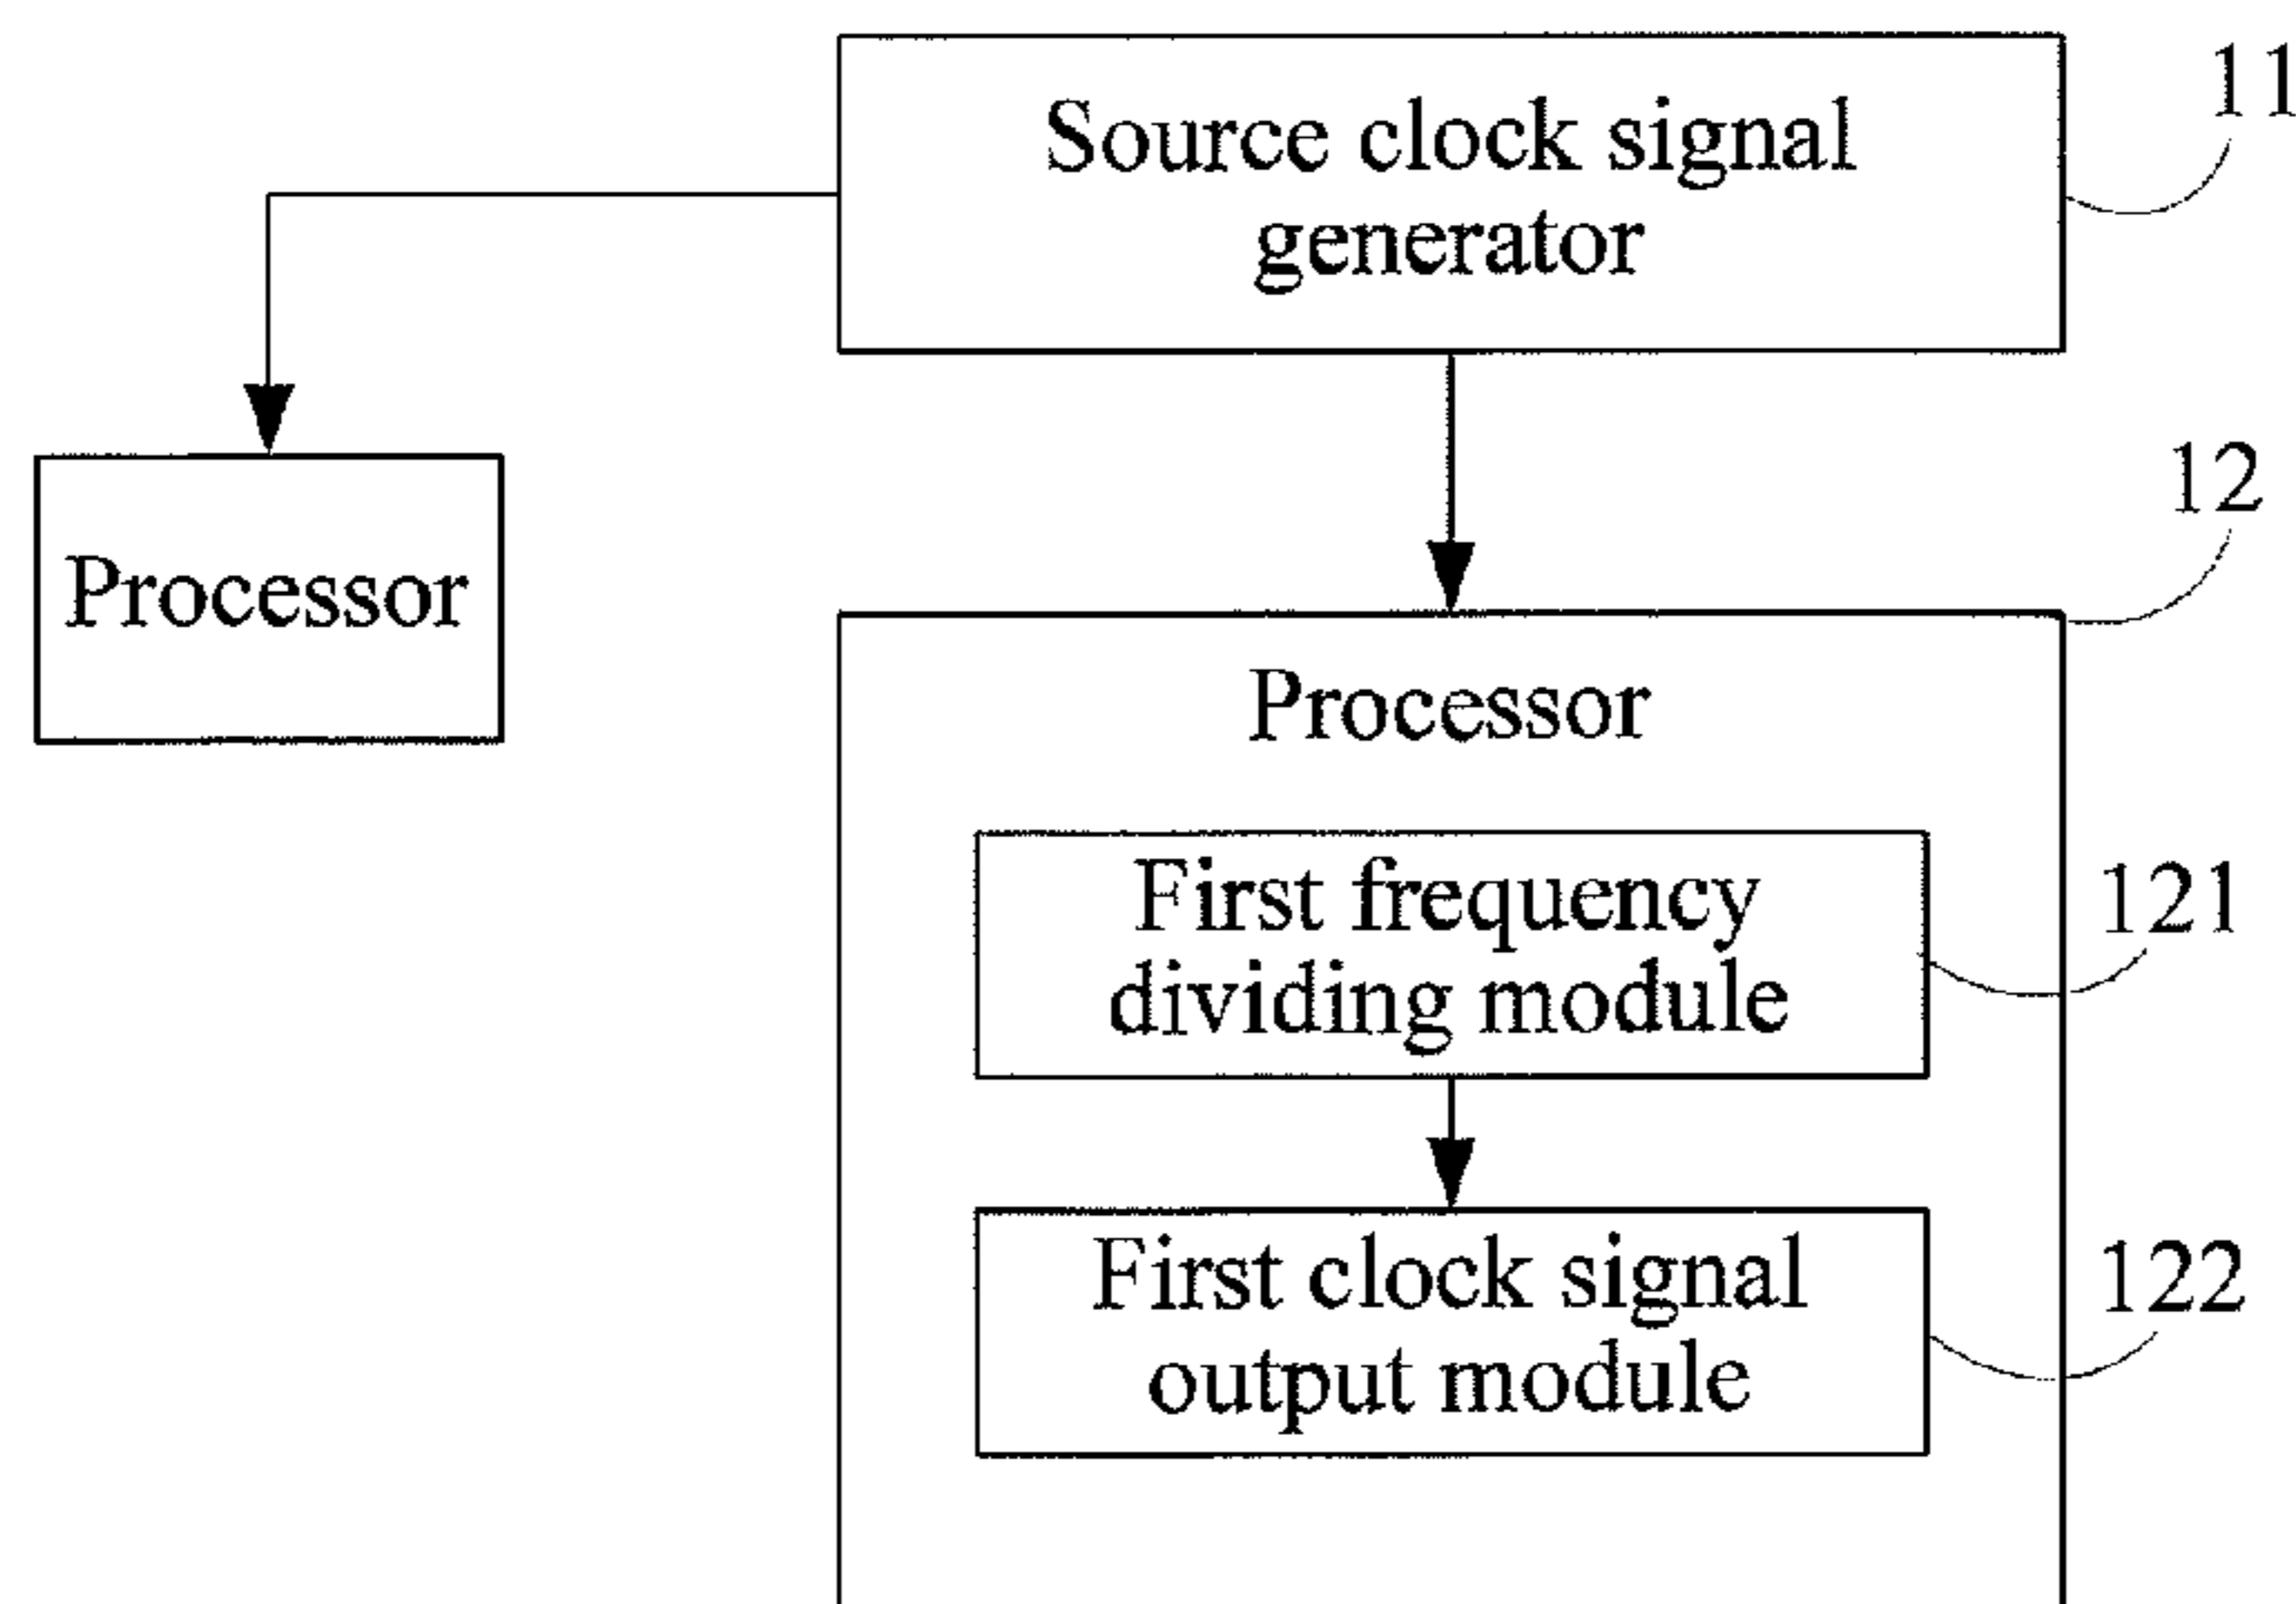 Source clock signal
generator
11
12
Processor
Processor
First frequency
dividing module
121
First clock signal
output module
122